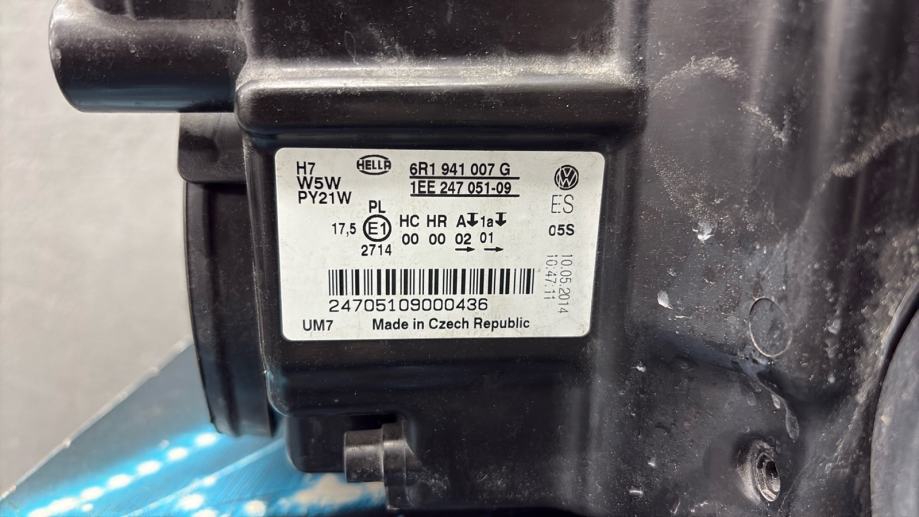 H7
W5W
PY21W
HELLA
6R1 941 007 G
1EE 247 051-09
VW
ES
05S
PL
17,5 E1
2714
HC HR A 1a
00 00 02 01
24705109000436
10.05.2014
10.47.11
UM7 Made in Czech Republic